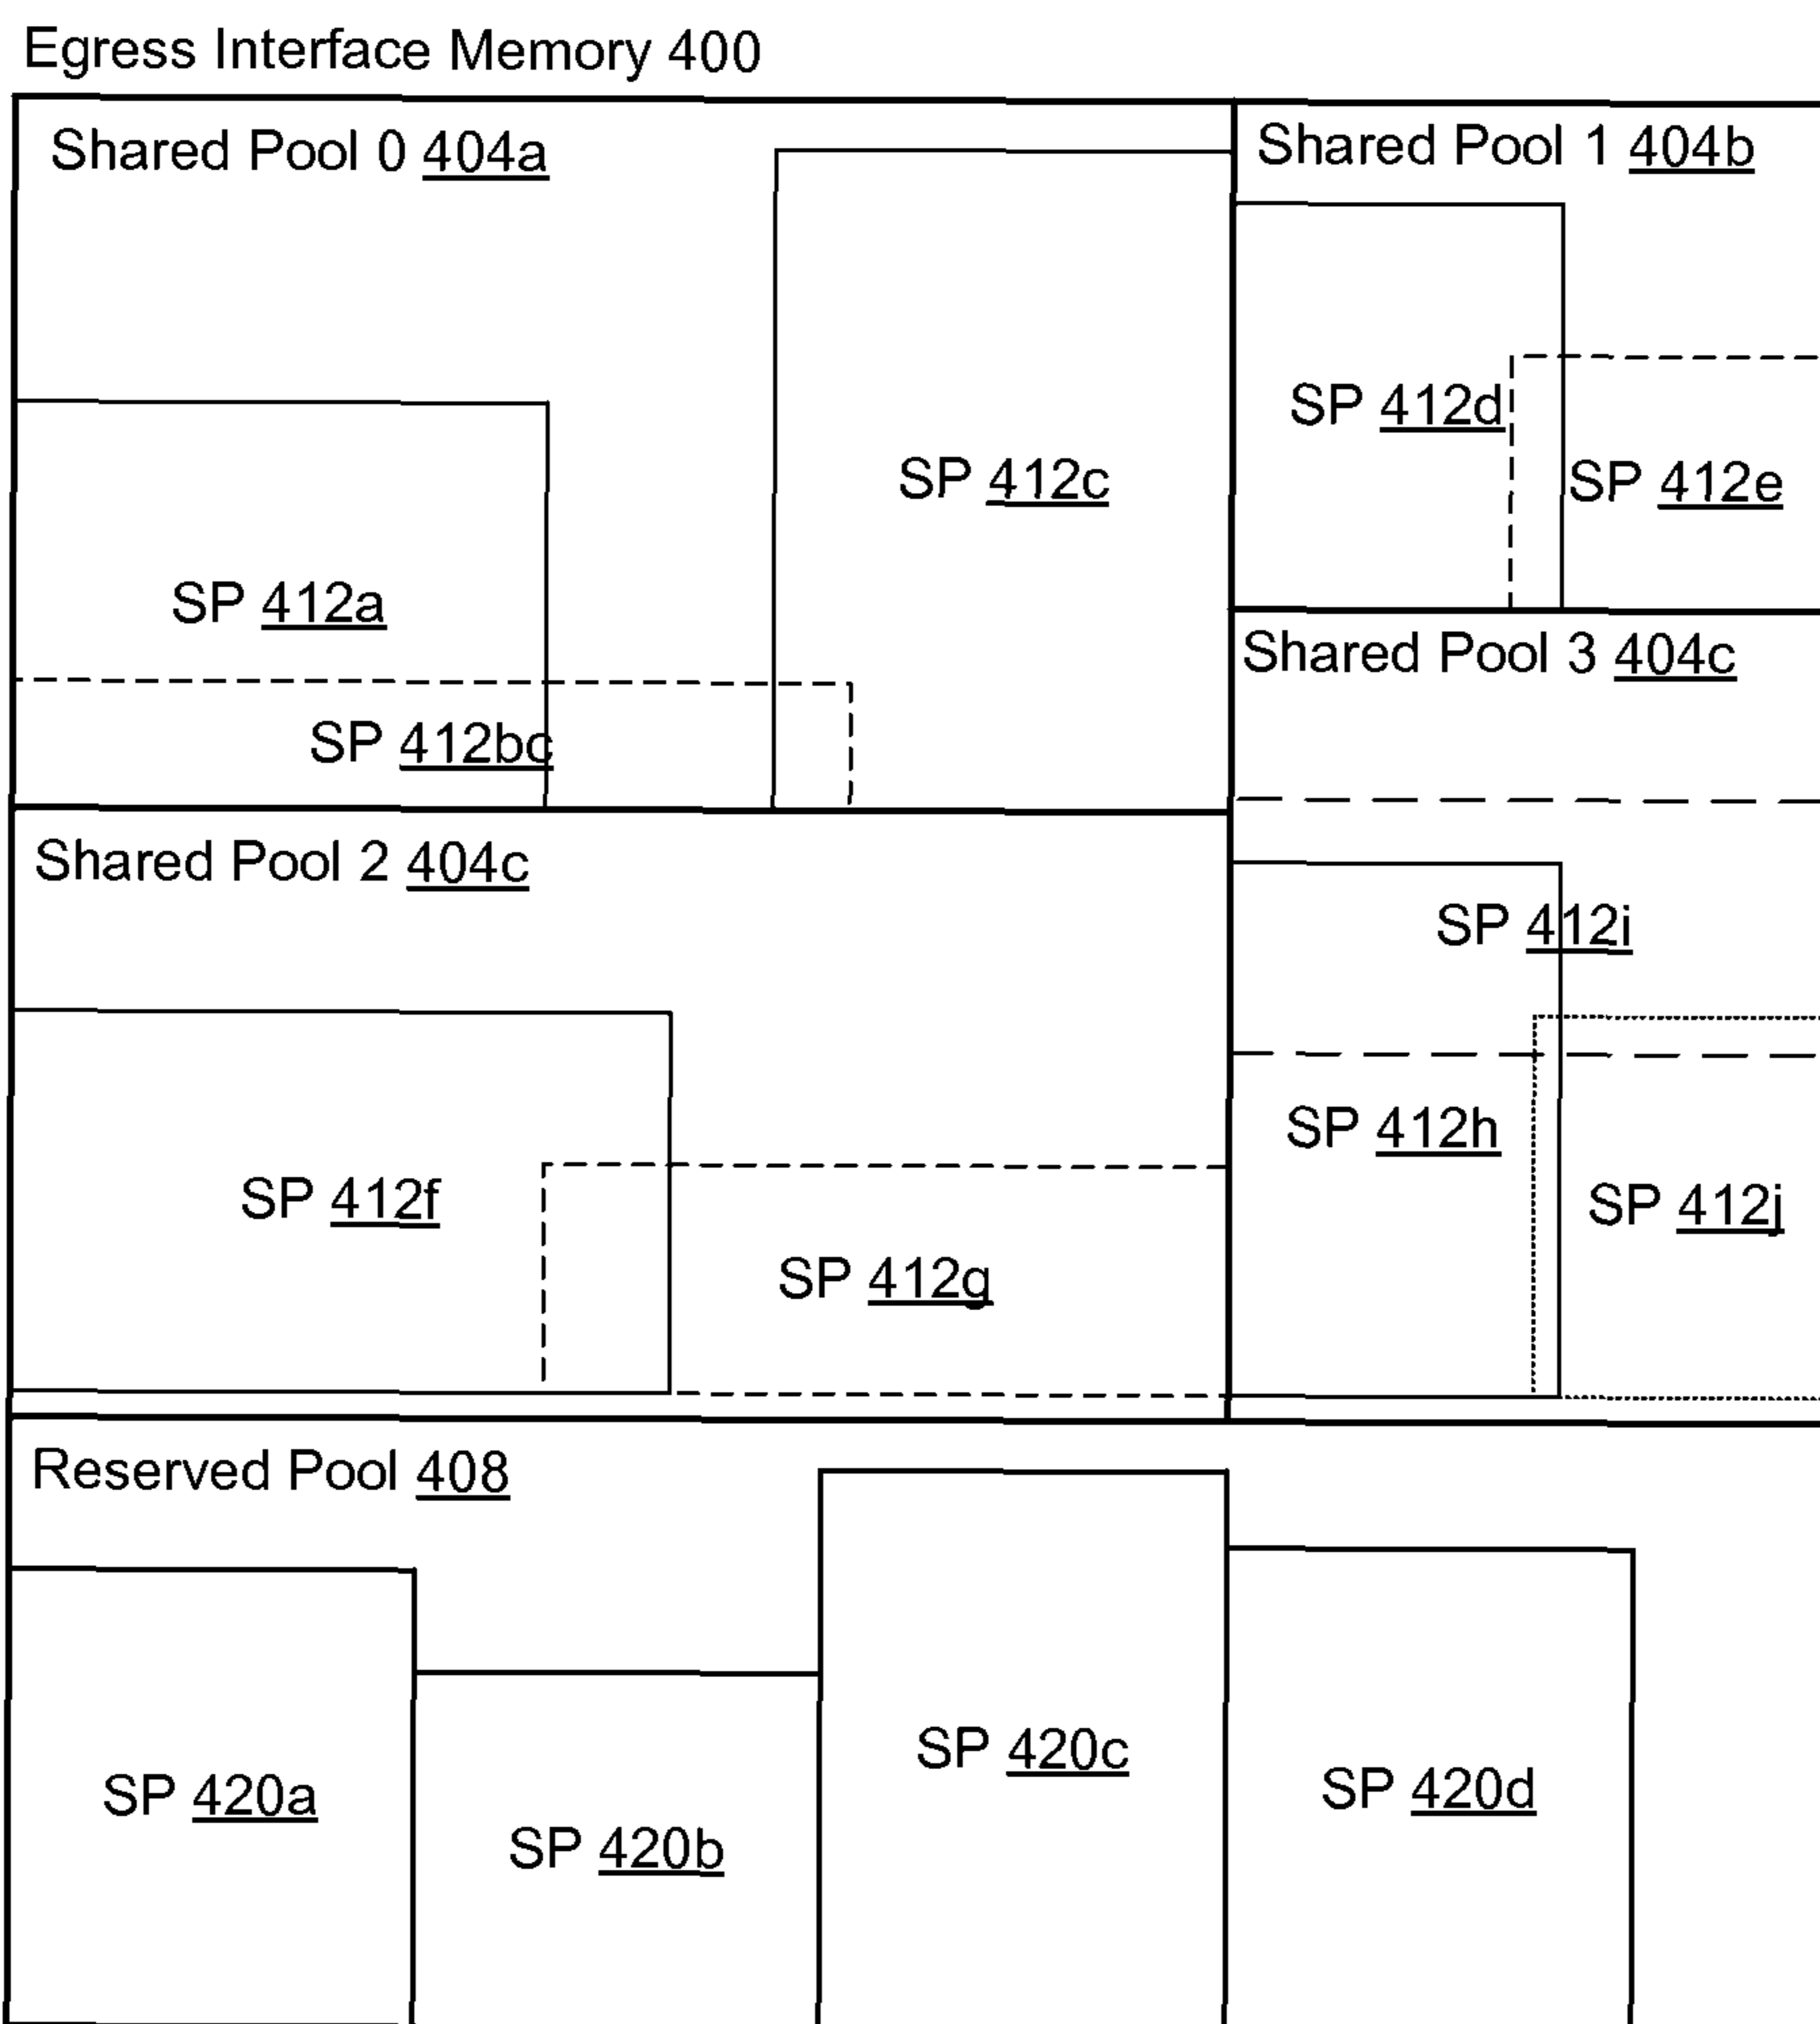 Egress Interface Memory 400
Shared Pool 0 404a
Shared Pool 1 404b
SP 412d
SP 412c
SP 412e
SP 412a
Shared Pool 3 404c
SP 412bc
Shared Pool 2 404c
SP 412i
SP 412h
SP 412f
SP 412j
SP 412g
Reserved Pool 408
SP 420c
SP 420d
SP 420a
SP 420b